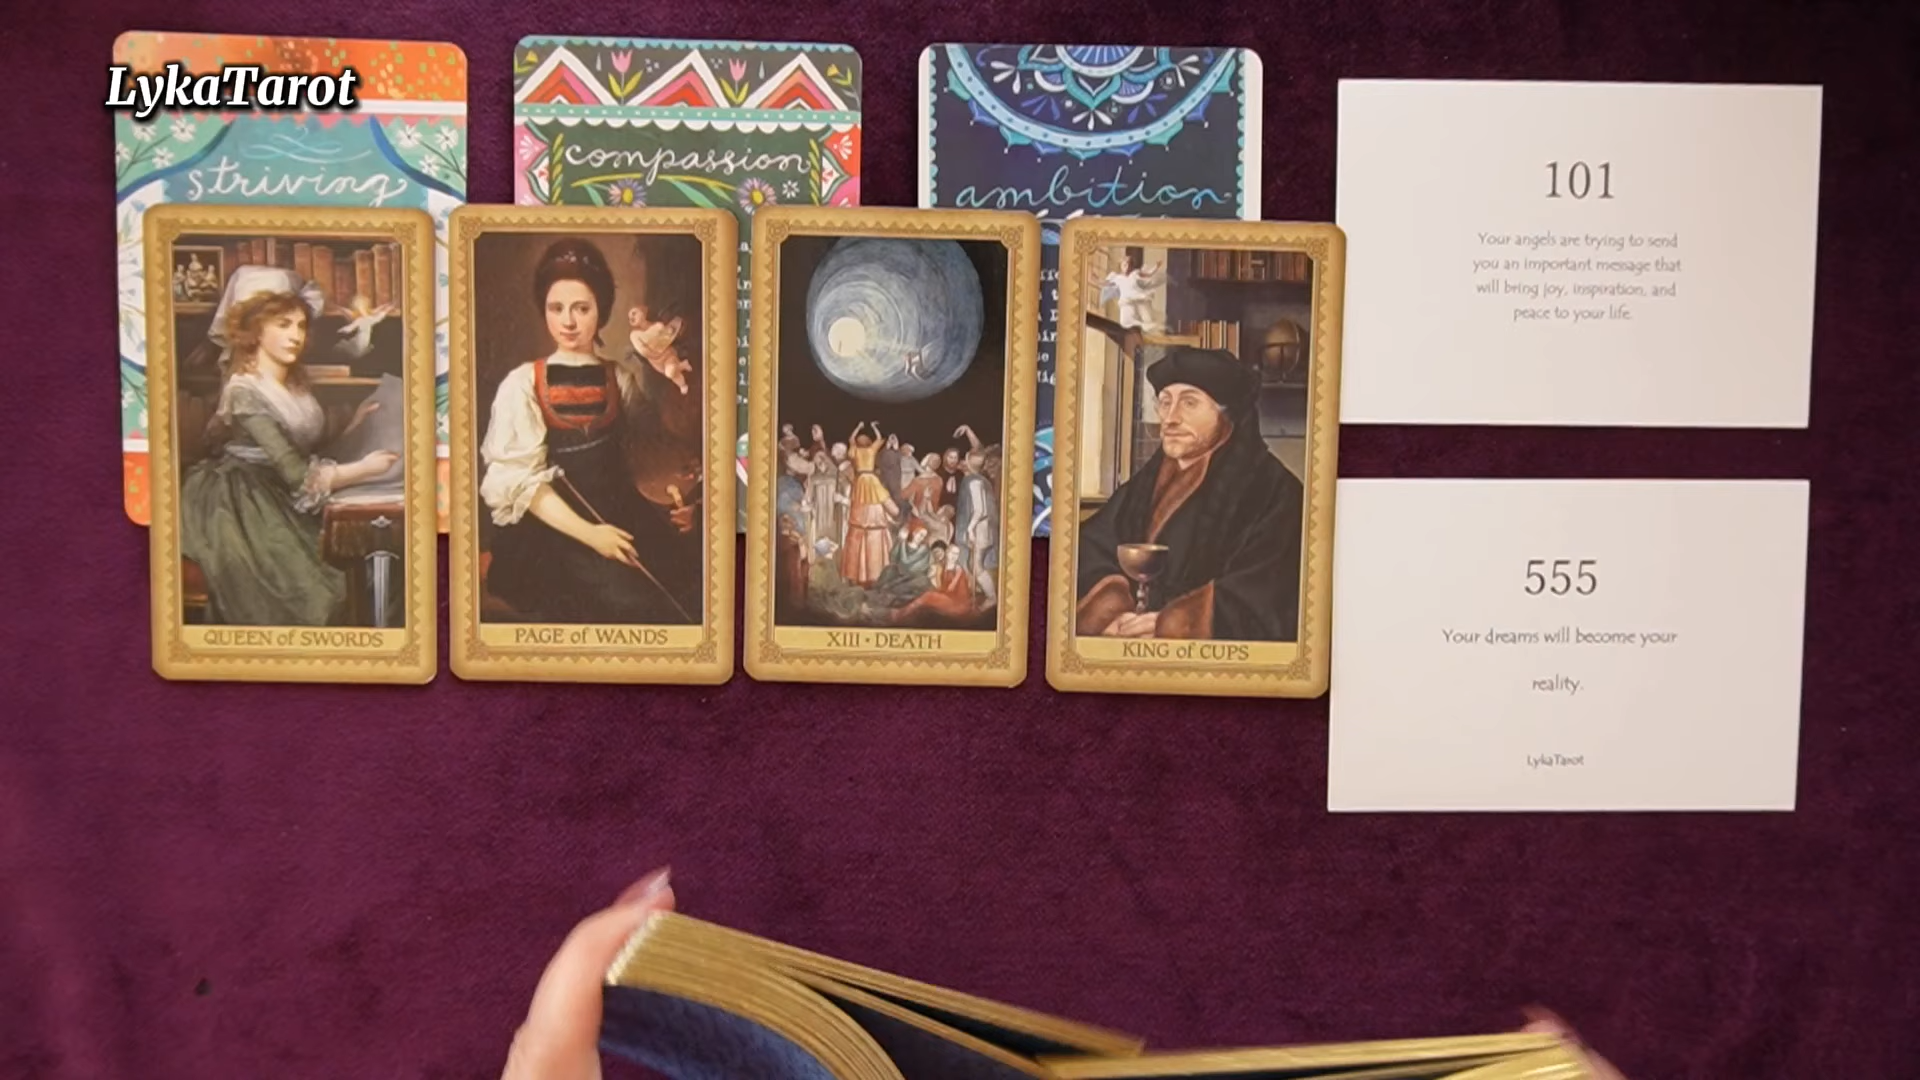 LykaTarot
striving
compassion
ambition
101
Your angels are trying to send
you an important message that
will bring joy, inspiration, and
peace to your life.
QUEEN of SWORDS
PAGE of WANDS
XIII • DEATH
KING of CUPS
555
Your dreams will become your
reality.
LykaTarot